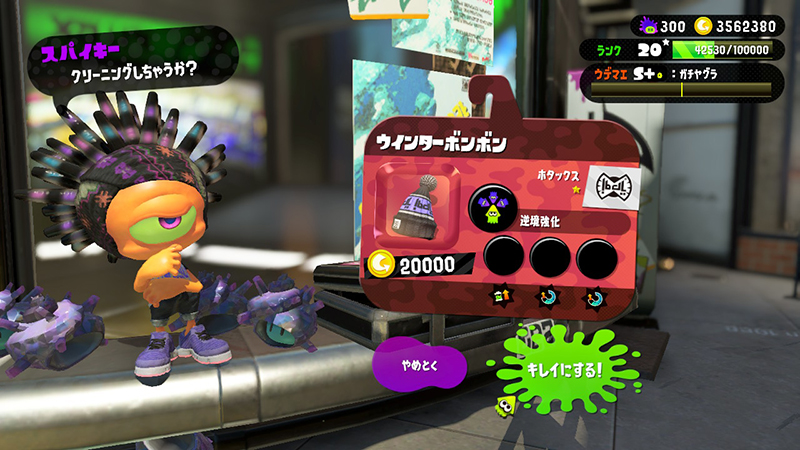 スパイキー
クリーニングしちゃうか?
300 3562380
ランク 20★ 42530/100000
ウデマエ S+0 :ガチヤグラ
ウインターボンボン
ホタックス
★
逆境強化
20000
やめとく
キレイにする!